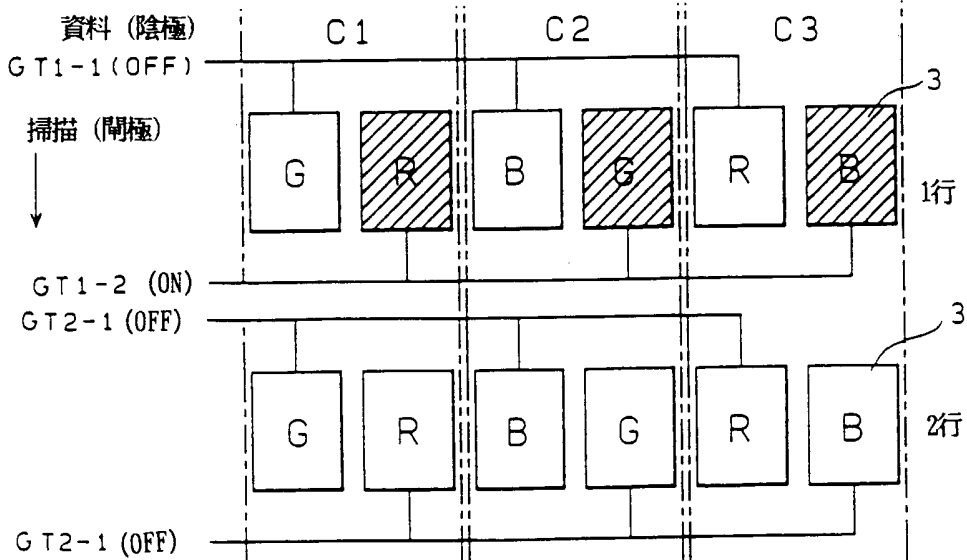 資料 (陰極) C1 C2 C3
GT1-1(OFF)
3
掃描 (閘極)
G R B G R B 1行
GT1-2 (ON)
GT2-1 (OFF)
3
G R B G R B 2行
GT2-1 (OFF)